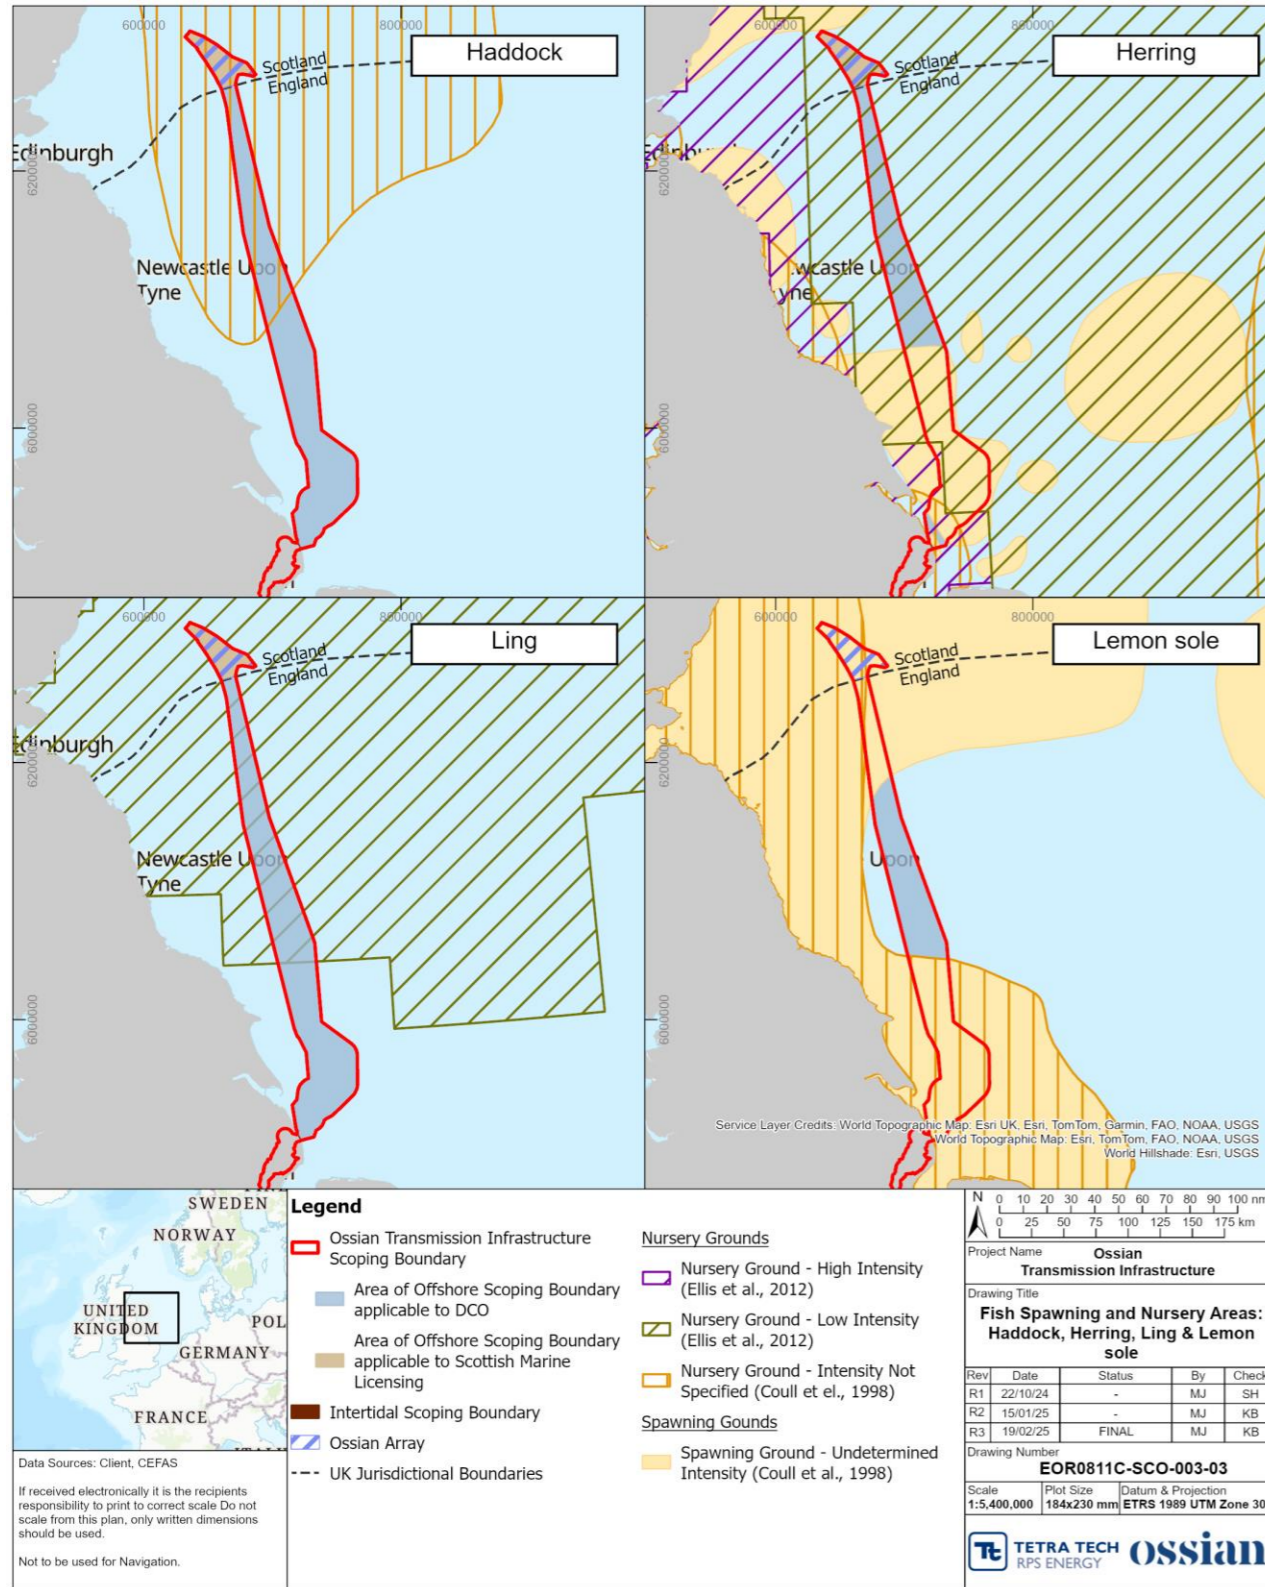 600000
800000
Haddock
Scotland
England
Edinburgh
6200000
Newcastle Upon
Tyne
6000000
600000
800000
Herring
Scotland
England
Edinburgh
6200000
wcastle Upon
yne
6000000
600000
800000
Ling
Scotland
England
Edinburgh
6200000
Newcastle Upon
Tyne
6000000
600000
800000
Lemon sole
Scotland
England
6200000
Upon
6000000
Service Layer Credits: World Topographic Map: Esri UK, Esri, TomTom, Garmin, FAO, NOAA, USGS
World Topographic Map: Esri, TomTom, FAO, NOAA, USGS
World Hillshade: Esri, USGS
SWEDEN
NORWAY
UNITED
KINGDOM
POL
GERMANY
FRANCE
Data Sources: Client, CEFAS
If received electronically it is the recipients
responsibility to print to correct scale Do not
scale from this plan, only written dimensions
should be used.
Not to be used for Navigation.
Legend
Ossian Transmission Infrastructure
Scoping Boundary
Area of Offshore Scoping Boundary
applicable to DCO
Area of Offshore Scoping Boundary
applicable to Scottish Marine
Licensing
Intertidal Scoping Boundary
Ossian Array
UK Jurisdictional Boundaries
Nursery Grounds
Nursery Ground - High Intensity
(Ellis et al., 2012)
Nursery Ground - Low Intensity
(Ellis et al., 2012)
Nursery Ground - Intensity Not
Specified (Coull et el., 1998)
Spawning Gounds
Spawning Ground - Undetermined
Intensity (Coull et al., 1998)
N
0 10 20 30 40 50 60 70 80 90 100 nm
0 25 50 75 100 125 150 175 km
Project Name
Ossian
Transmission Infrastructure
Drawing Title
Fish Spawning and Nursery Areas:
Haddock, Herring, Ling & Lemon
sole
Rev Date Status By Check
R1 22/10/24 - MJ SH
R2 15/01/25 - MJ KB
R3 19/02/25 FINAL MJ KB
Drawing Number
EOR0811C-SCO-003-03
Scale Plot Size Datum & Projection
1:5,400,000 184x230 mm ETRS 1989 UTM Zone 30
Tt TETRA TECH
RPS ENERGY
ossian